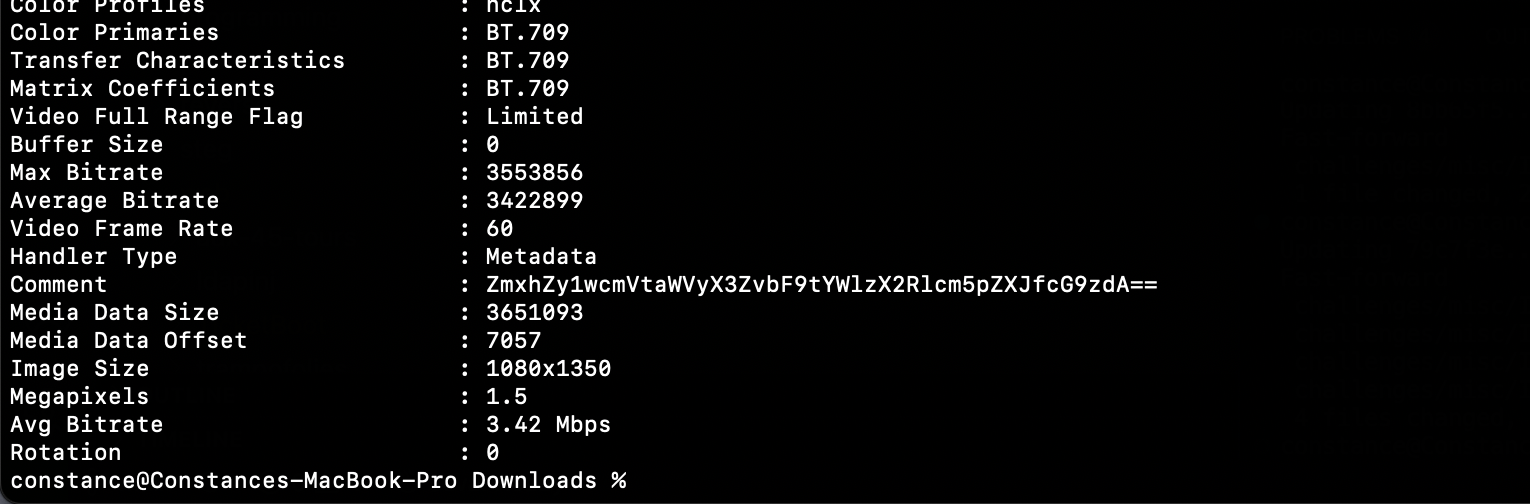 Color Profiles : nclx
Color Primaries : BT.709
Transfer Characteristics : BT.709
Matrix Coefficients : BT.709
Video Full Range Flag : Limited
Buffer Size : 0
Max Bitrate : 3553856
Average Bitrate : 3422899
Video Frame Rate : 60
Handler Type : Metadata
Comment : ZmxhZy1wcmVtaWVyX3ZvbF9tYWlzX2Rlcm5pZXJfcG9zdA==
Media Data Size : 3651093
Media Data Offset : 7057
Image Size : 1080x1350
Megapixels : 1.5
Avg Bitrate : 3.42 Mbps
Rotation : 0
constance@Constances-MacBook-Pro Downloads %